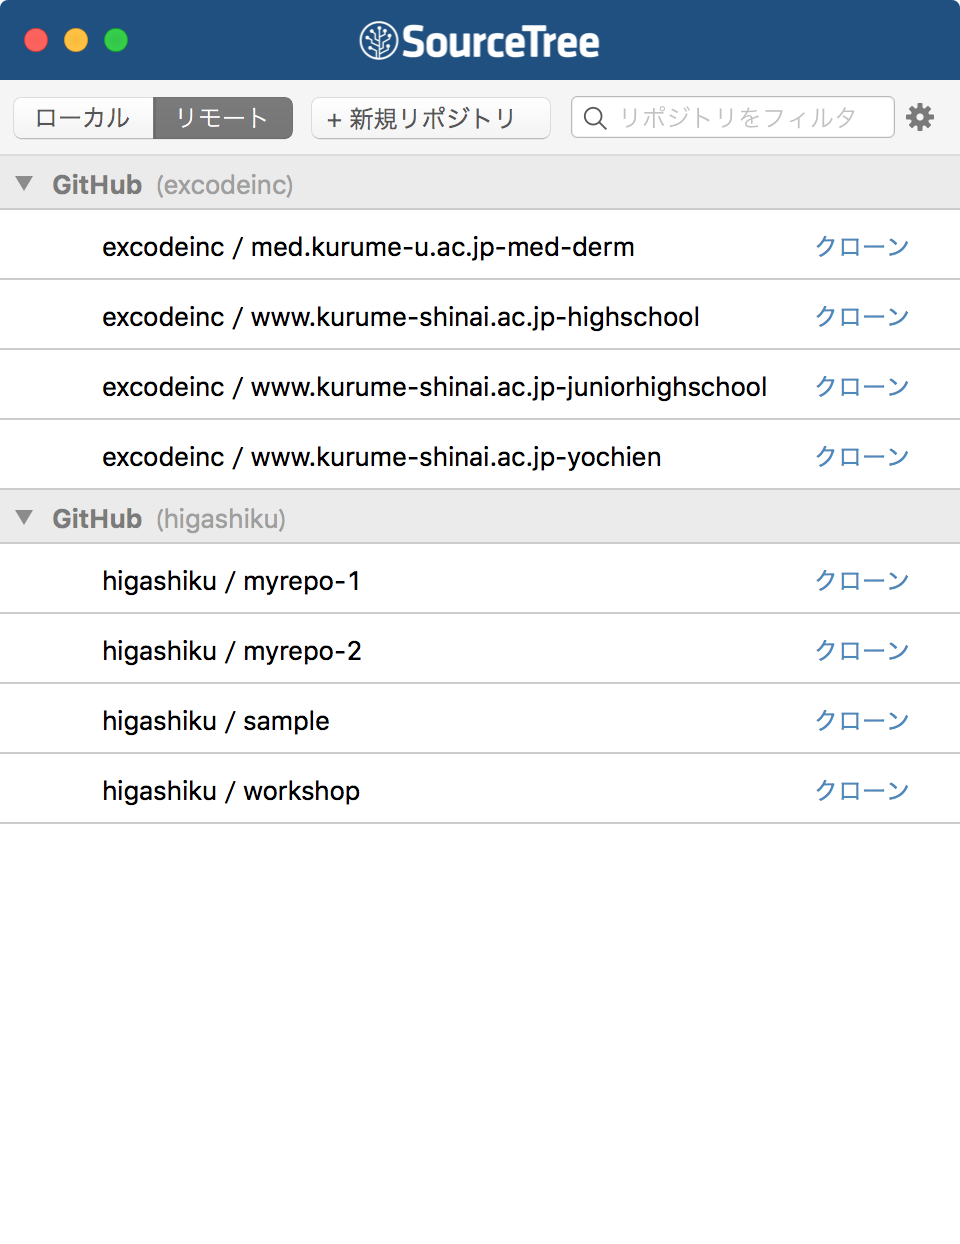 SourceTree
ローカル リモート + 新規リポジトリ リポジトリをフィルタ
GitHub (excodeinc)
excodeinc / med.kurume-u.ac.jp-med-derm クローン
excodeinc / www.kurume-shinai.ac.jp-highschool クローン
excodeinc / www.kurume-shinai.ac.jp-juniorhighschool クローン
excodeinc / www.kurume-shinai.ac.jp-yochien クローン
GitHub (higashiku)
higashiku / myrepo-1 クローン
higashiku / myrepo-2 クローン
higashiku / sample クローン
higashiku / workshop クローン